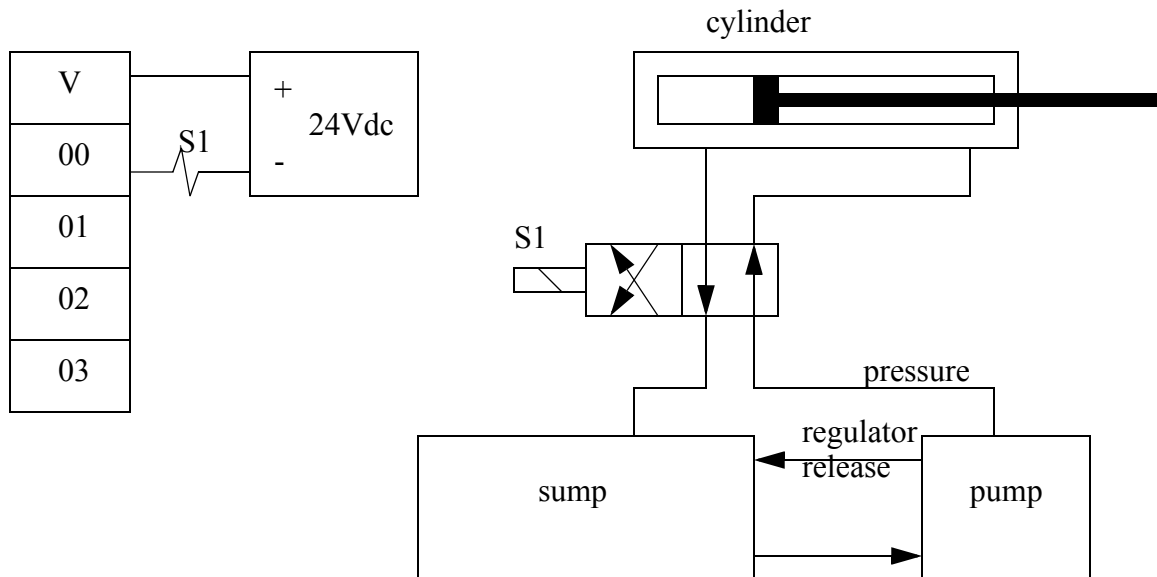 cylinder
V
+
24Vdc
00
S1
-
01
S1
02
03
pressure
regulator
release
sump
pump